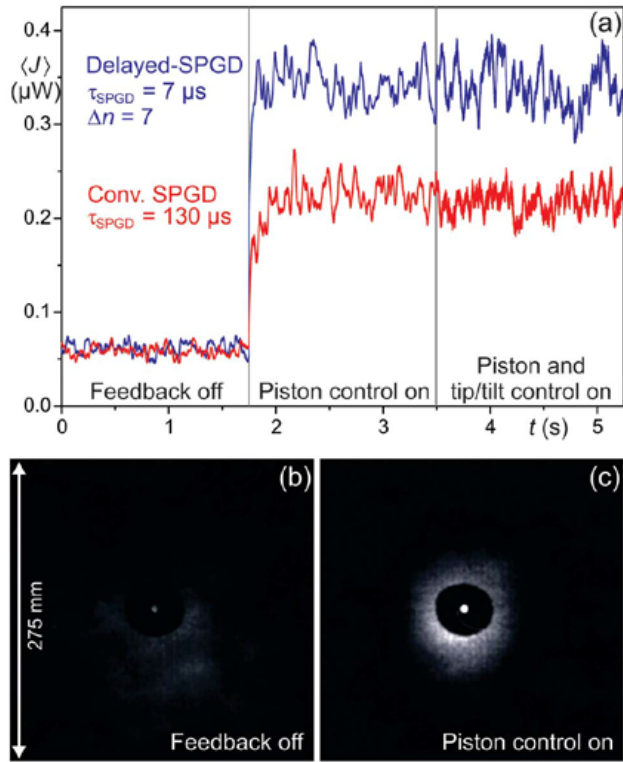 (a)
0.4
⟨J⟩
(μW)
0.3
0.2
0.1
0.0
Delayed-SPGD
τSPGD = 7 μs
Δn = 7
Conv. SPGD
τSPGD = 130 μs
Feedback off
Piston control on
Piston and
tip/tilt control on
0 1 2 3 4 5 t (s)
(b)
275 mm
Feedback off
(c)
Piston control on